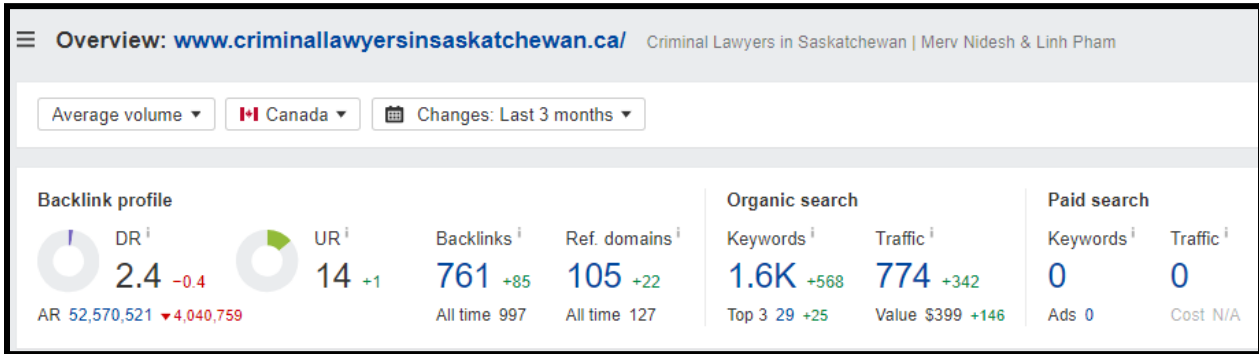 Overview: www.criminallawyersinsaskatchewan.ca/ Criminal Lawyers in Saskatchewan | Merv Nidesh & Linh Pham
Average volume ▼ Canada ▼ Changes: Last 3 months ▼
Backlink profile Organic search Paid search
DR i UR i Backlinks i Ref. domains i Keywords i Traffic i Keywords i Traffic i
2.4 −0.4 14 +1 761 +85 105 +22 1.6K +568 774 +342 0 0
AR 52,570,521 ▼4,040,759 All time 997 All time 127 Top 3 29 +25 Value $399 +146 Ads 0 Cost N/A